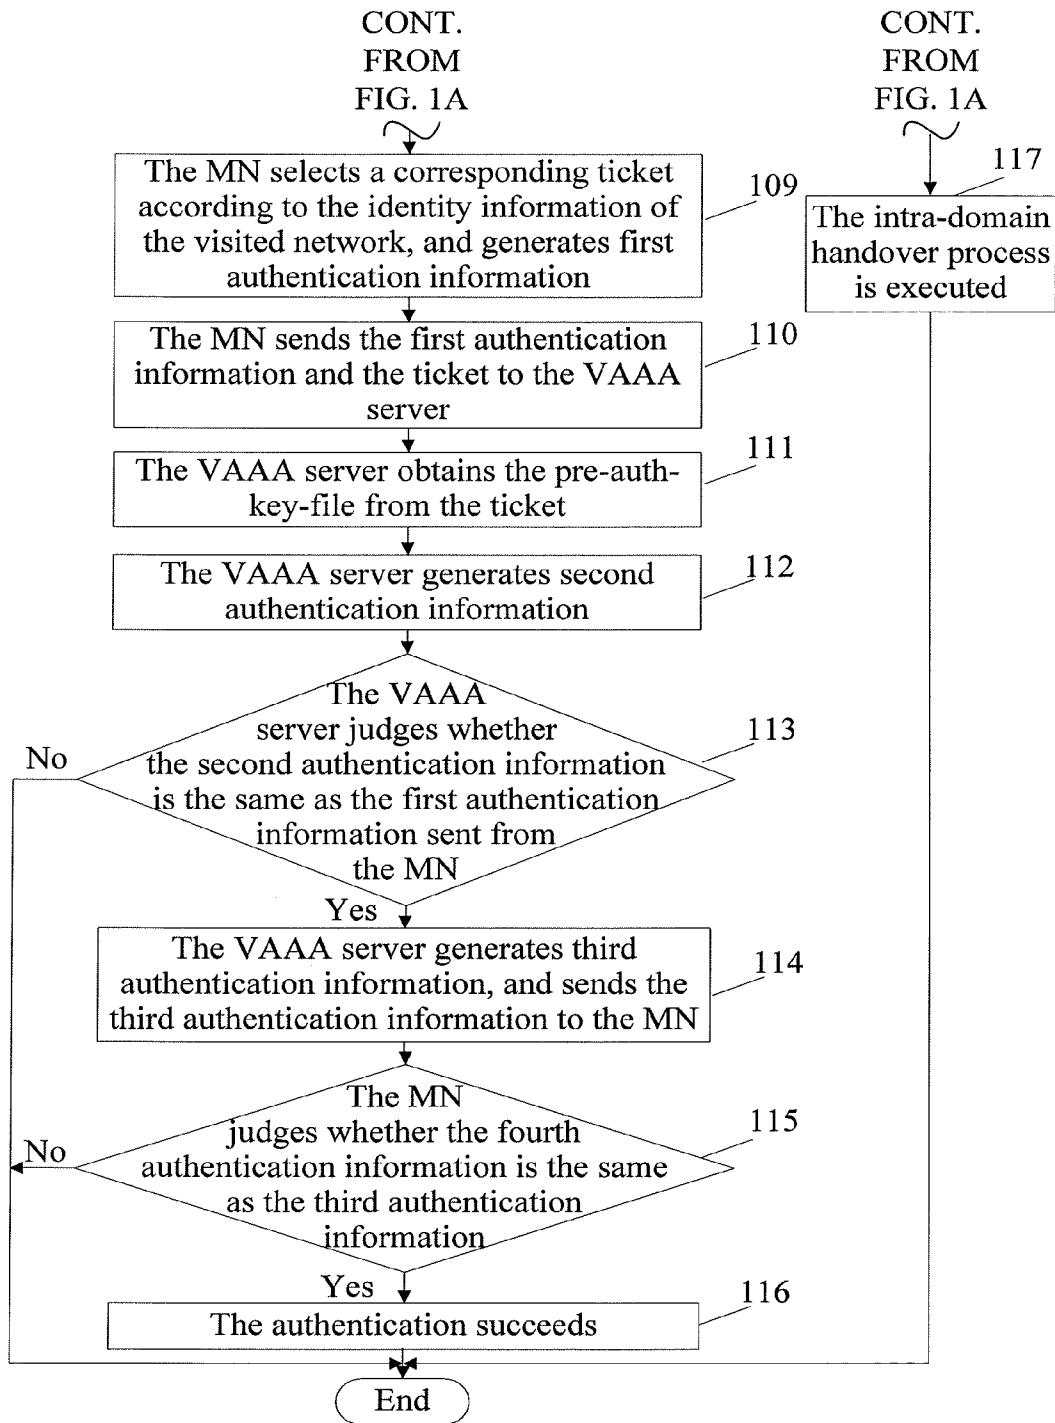 CONT.
FROM
FIG. 1A
CONT.
FROM
FIG. 1A
The MN selects a corresponding ticket
according to the identity information of
the visited network, and generates first
authentication information
109
117
The intra-domain
handover process
is executed
The MN sends the first authentication
information and the ticket to the VAAA
server
110
The VAAA server obtains the pre-auth-
key-file from the ticket
111
The VAAA server generates second
authentication information
112
The VAAA
server judges whether
the second authentication information
is the same as the first authentication
information sent from
the MN
113
No
Yes
The VAAA server generates third
authentication information, and sends the
third authentication information to the MN
114
The MN
judges whether the fourth
authentication information is the same
as the third authentication
information
115
No
Yes
The authentication succeeds
116
End